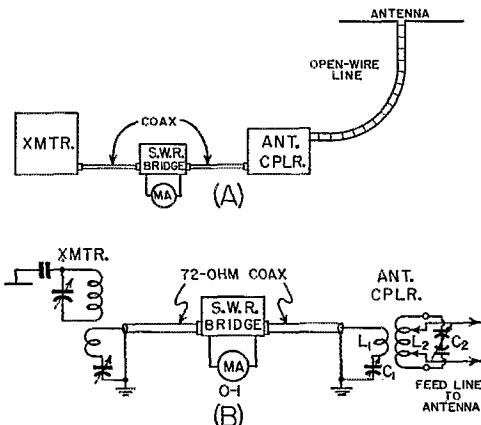 ANTENNA
OPEN-WIRE
LINE
COAX
XMTR.
S.W.R.
BRIDGE
MA
ANT.
CPLR.
(A)
XMTR.
72-OHM COAX
S.W.R.
BRIDGE
MA
0-1
ANT.
CPLR.
L1
L2
C2
C1
FEED LINE
TO
ANTENNA
(B)